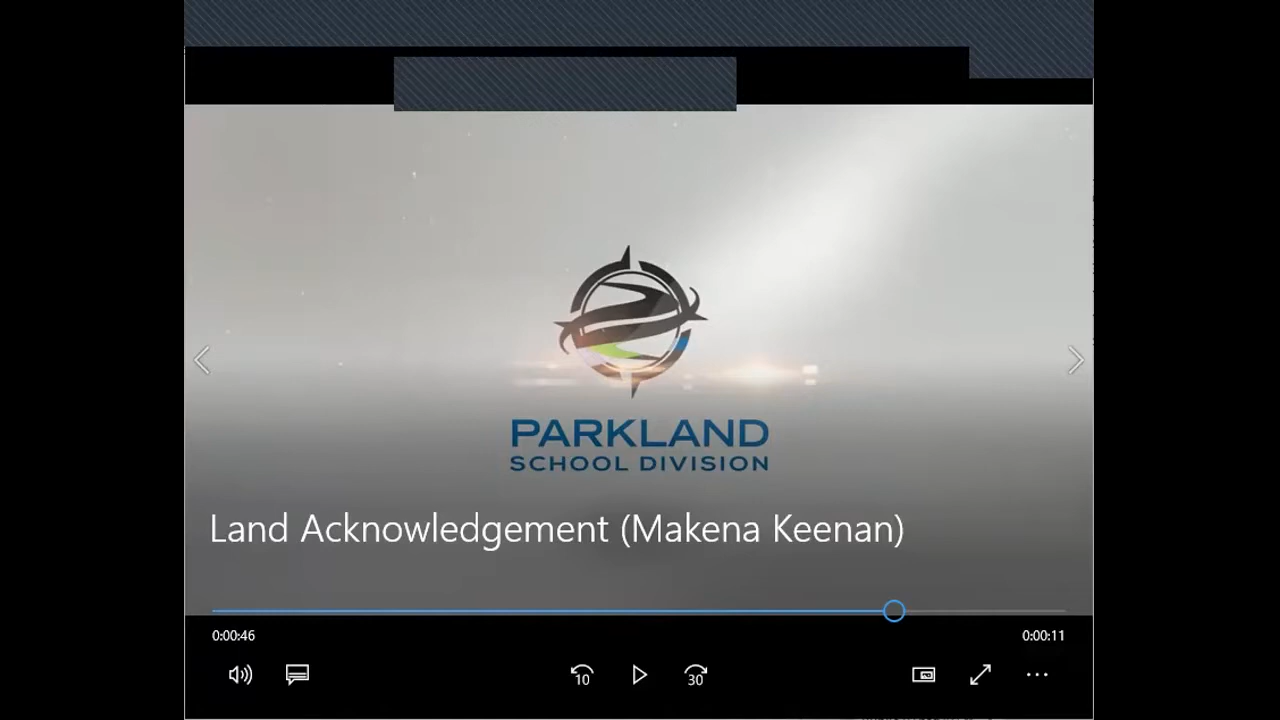 PARKLAND
SCHOOL DIVISION
Land Acknowledgement (Makena Keenan)
0:00:46 0:00:11
10 30